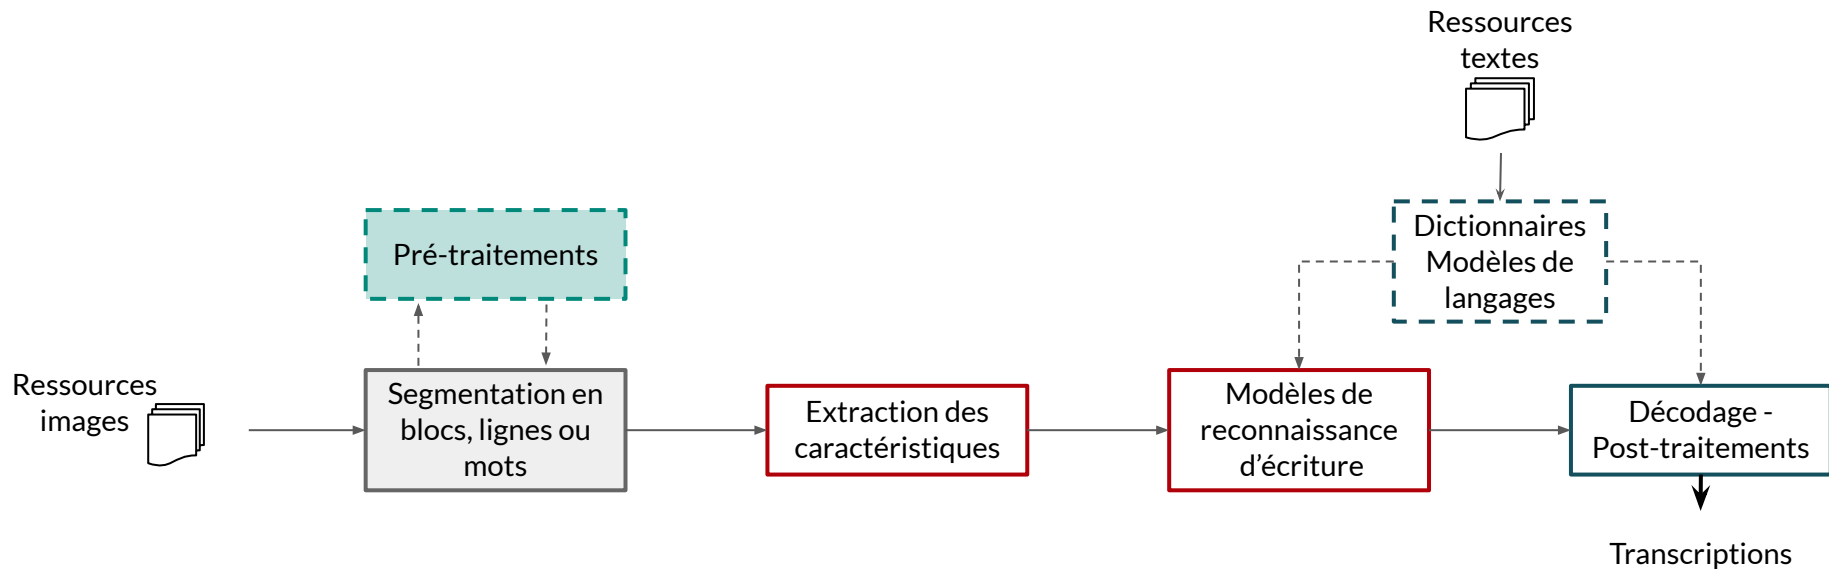 Ressources
textes
Dictionnaires
Modèles de
langages
Pré-traitements
Ressources
images
Segmentation en
blocs, lignes ou
mots
Extraction des
caractéristiques
Modèles de
reconnaissance
d’écriture
Décodage -
Post-traitements
Transcriptions